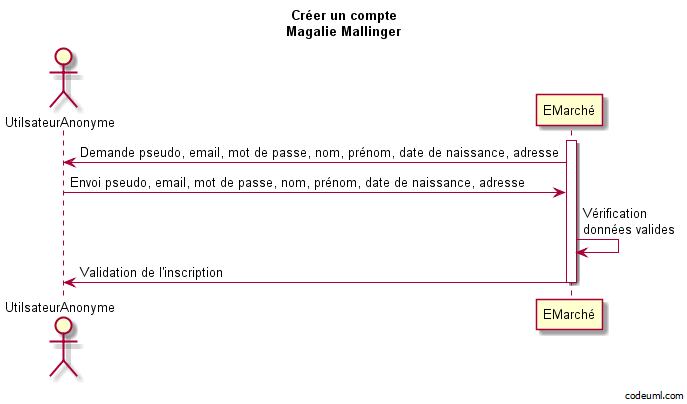 Créer un compte
Magalie Mallinger
UtilsateurAnonyme
EMarché
Demande pseudo, email, mot de passe, nom, prénom, date de naissance, adresse
Envoi pseudo, email, mot de passe, nom, prénom, date de naissance, adresse
Vérification
données valides
Validation de l'inscription
UtilsateurAnonyme
EMarché
codeuml.com